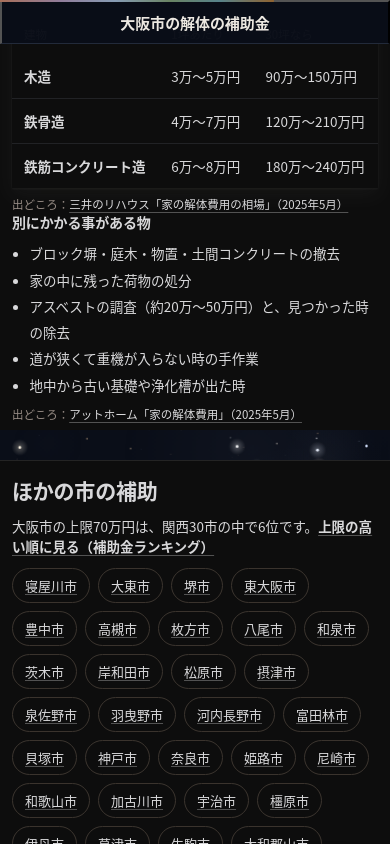 大阪市の解体の補助金
木造 3万〜5万円 90万〜150万円
鉄骨造 4万〜7万円 120万〜210万円
鉄筋コンクリート造 6万〜8万円 180万〜240万円
出どころ：三井のリハウス「家の解体費用の相場」（2025年5月）
別にかかる事がある物
• ブロック塀・庭木・物置・土間コンクリートの撤去
• 家の中に残った荷物の処分
• アスベストの調査（約20万〜50万円）と、見つかった時
の除去
• 道が狭くて重機が入らない時の手作業
• 地中から古い基礎や浄化槽が出た時
出どころ：アットホーム「家の解体費用」（2025年5月）
ほかの市の補助
大阪市の上限70万円は、関西30市の中で6位です。上限の高
い順に見る（補助金ランキング）
寝屋川市 大東市 堺市 東大阪市
豊中市 高槻市 枚方市 八尾市 和泉市
茨木市 岸和田市 松原市 摂津市
泉佐野市 羽曳野市 河内長野市 富田林市
貝塚市 神戸市 奈良市 姫路市 尼崎市
和歌山市 加古川市 宇治市 橿原市
伊丹市 草津市 生駒市 大和郡山市